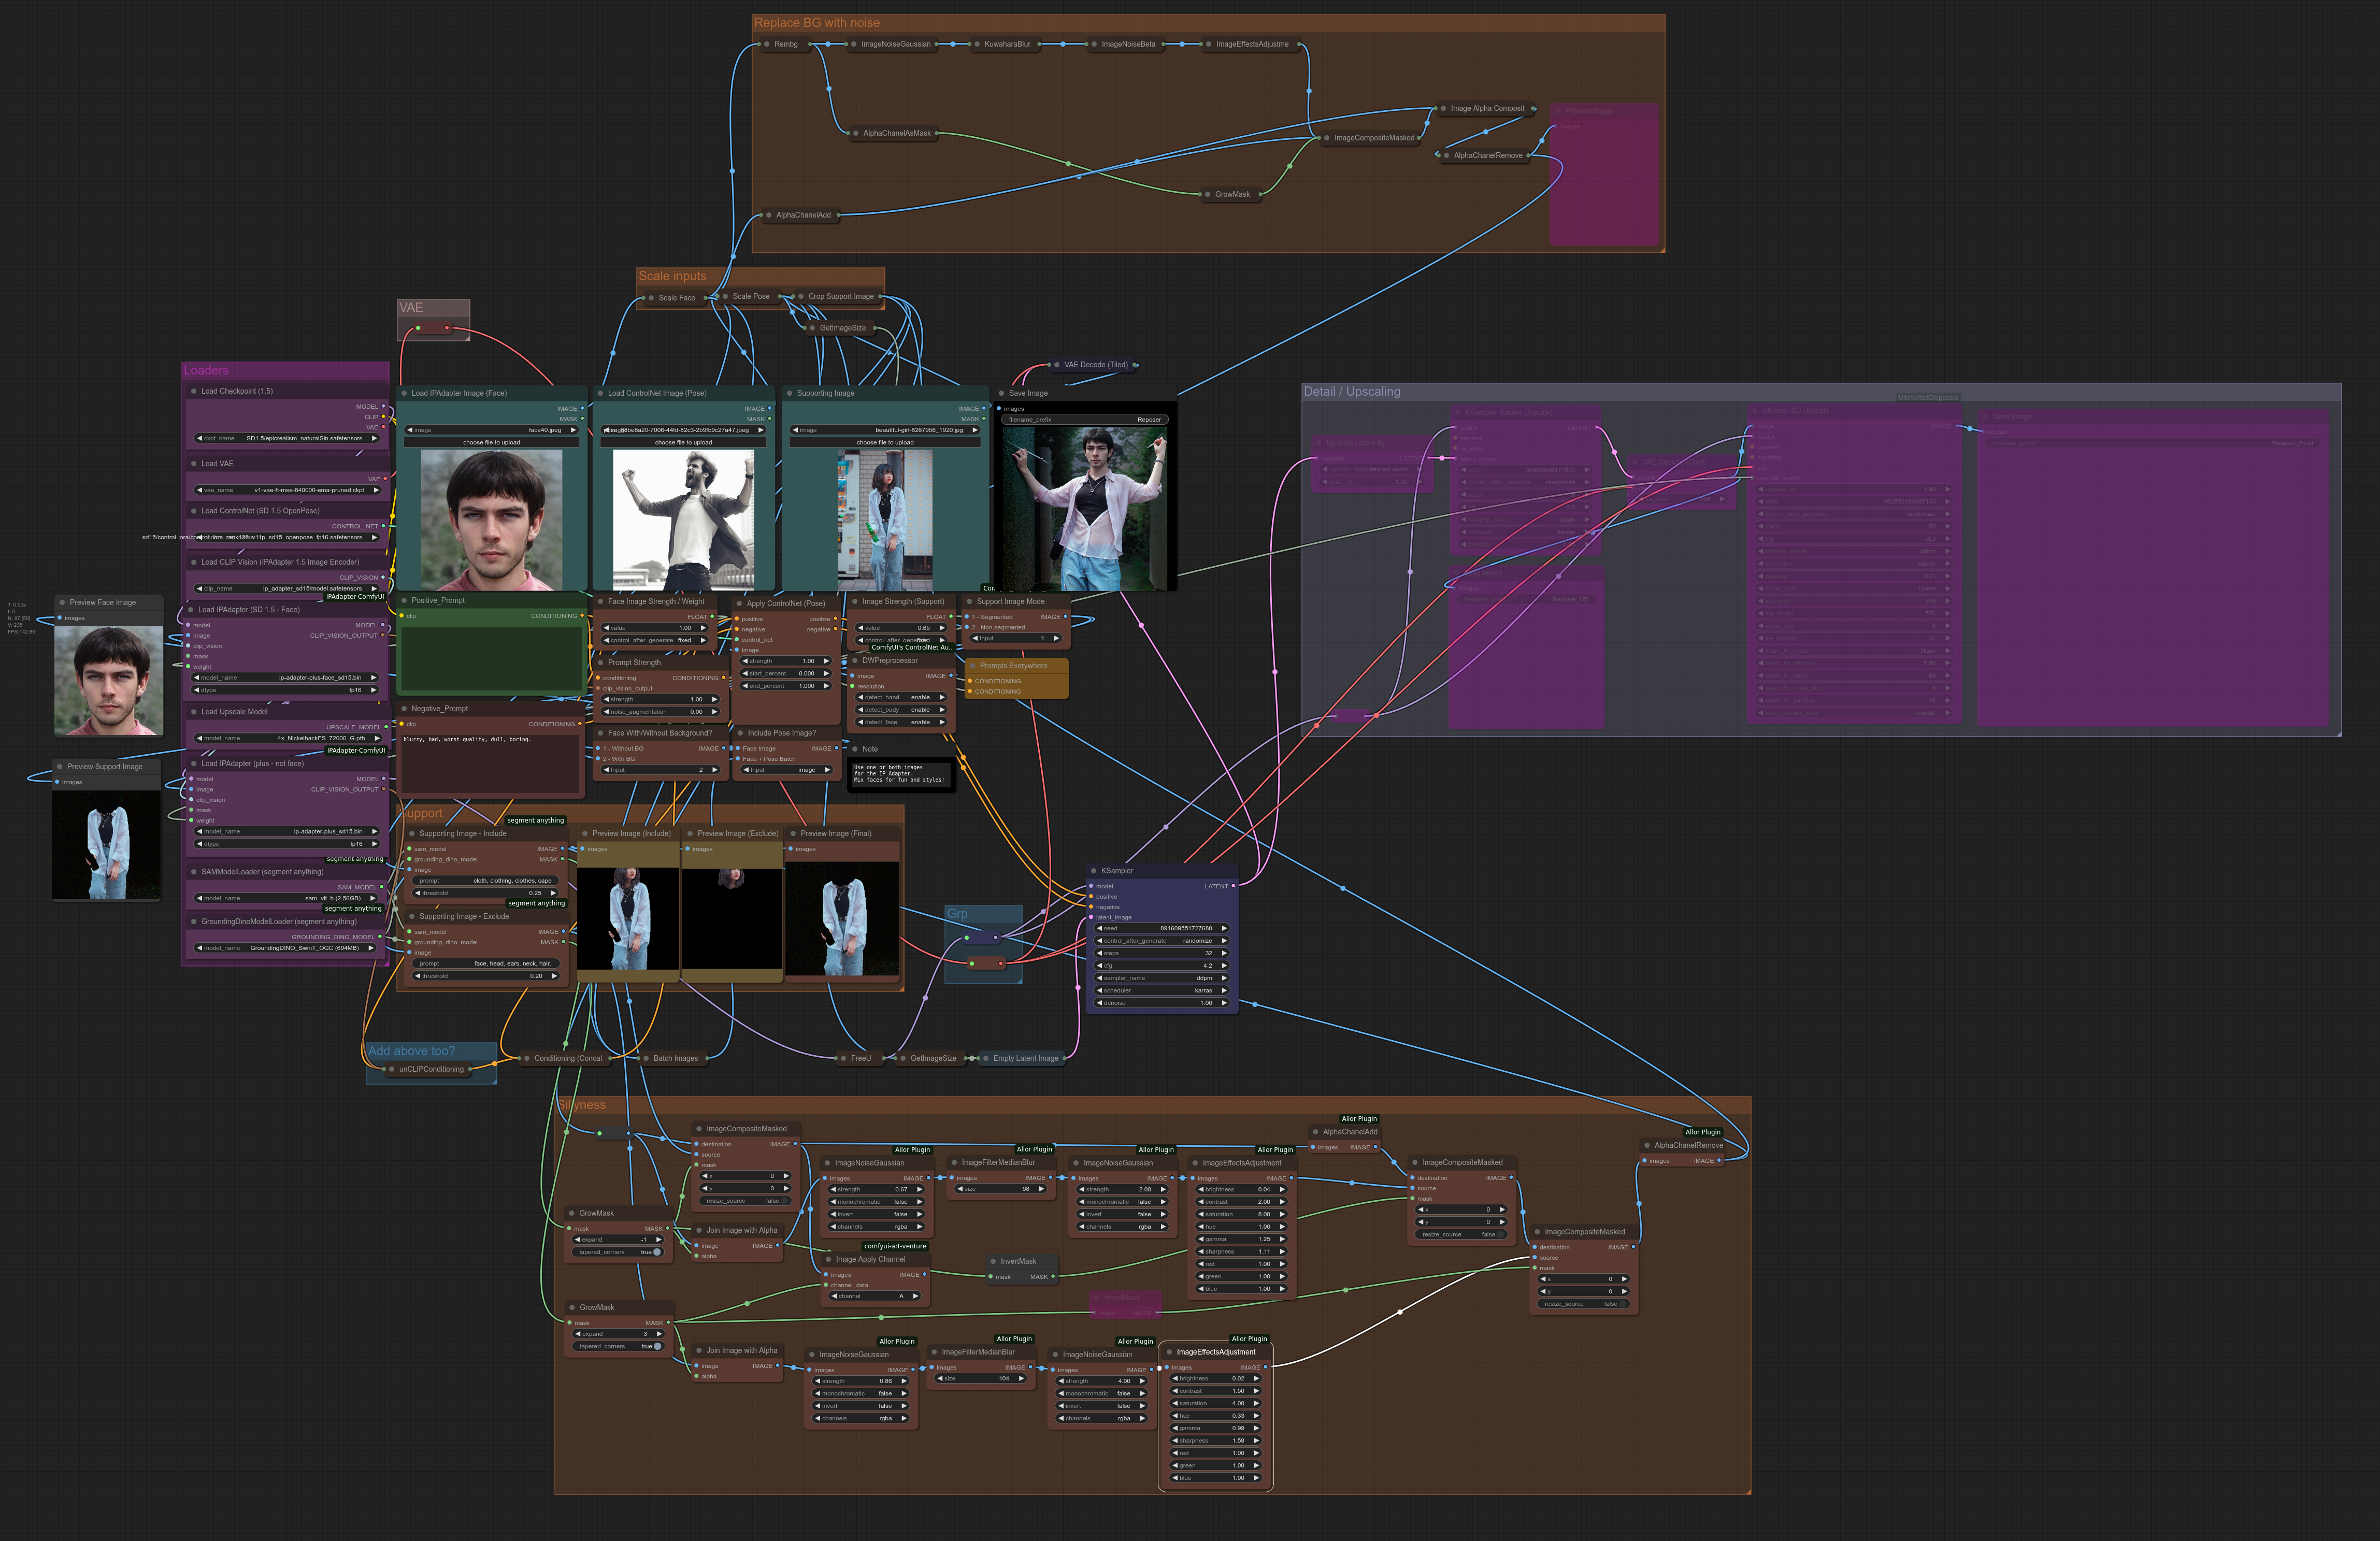 Replace BG with noise
Rembg
ImageNoiseGaussian
KuwaharaBlur
ImageNoiseBeta
ImageEffectsAdjustme
AlphaChanelAsMask
Image Alpha Composit
ImageCompositeMasked
AlphaChanelRemove
GrowMask
AlphaChanelAdd
Preview Image
images
Scale inputs
Scale Face
Scale Pose
Crop Support Image
GetImageSize
VAE
VAE Decode (Tiled)
Loaders
Load Checkpoint (1.5)
MODEL
CLIP
VAE
ckpt_name SD1.5/epicrealism_naturalSin.safetensors
Load VAE
VAE
vae_name v1-vae-ft-mse-840000-ema-pruned.ckpt
Load ControlNet (SD 1.5 OpenPose)
CONTROL_NET
Load CLIP Vision (IPAdapter 1.5 Image Encoder)
CLIP_VISION
clip_name ip_adapter_sd15/model.safetensors
IPAdapter-ComfyUI
Load IPAdapter (SD 1.5 - Face)
model MODEL
image CLIP_VISION_OUTPUT
clip_vision
mask
weight
model_name ip-adapter-plus-face_sd15.bin
dtype fp16
Load Upscale Model
UPSCALE_MODEL
model_name 4x_NickelbackFS_72000_G.pth
IPAdapter-ComfyUI
Load IPAdapter (plus - not face)
model MODEL
image CLIP_VISION_OUTPUT
clip_vision
mask
weight
model_name ip-adapter-plus_sd15.bin
dtype fp16
segment anything
SAMModelLoader (segment anything)
SAM_MODEL
model_name sam_vit_h (2.56GB)
segment anything
GroundingDinoModelLoader (segment anything)
GROUNDING_DINO_MODEL
model_name GroundingDINO_SwinT_OGC (694MB)
Preview Face Image
images
Preview Support Image
images
Load IPAdapter Image (Face)
IMAGE
MASK
image face40.jpeg
choose file to upload
Load ControlNet Image (Pose)
IMAGE
MASK
choose file to upload
Supporting Image
IMAGE
MASK
image beautiful-girl-8267956_1920.jpg
choose file to upload
Save Image
images
filename_prefix Reposer
Positive_Prompt
clip CONDITIONING
Negative_Prompt
clip CONDITIONING
blurry, bad, worst quality, dull, boring.
Face Image Strength / Weight
FLOAT
value 1.00
control_after_generate fixed
Prompt Strength
conditioning CONDITIONING
clip_vision_output
strength 1.00
noise_augmentation 0.00
Face With/Without Background?
1 - Without BG IMAGE
2 - With BG
Input 2
Apply ControlNet (Pose)
positive positive
negative negative
control_net
image
strength 1.00
start_percent 0.000
end_percent 1.000
Include Pose Image?
Face Image IMAGE
Face + Pose Batch
Input image
Image Strength (Support)
FLOAT
value 0.65
ComfyUI's ControlNet Au...
DWPreprocessor
image IMAGE
resolution
detect_hand enable
detect_body enable
detect_face enable
Note
Use one or both images
for the IP Adapter.
Mix faces for fun and styles!
Support Image Mode
1 - Segmented IMAGE
2 - Non-segmented
Input 1
Prompts Everywhere
CONDITIONING
CONDITIONING
Support
segment anything
Supporting Image - Include
sam_model IMAGE
grounding_dino_model MASK
image
prompt cloth, clothing, clothes, cape
threshold 0.25
segment anything
Supporting Image - Exclude
sam_model IMAGE
grounding_dino_model MASK
image
prompt face, head, ears, neck, hair,
threshold 0.20
Preview Image (Include)
images
Preview Image (Exclude)
images
Preview Image (Final)
images
Grp
KSampler
model LATENT
positive
negative
latent_image
seed 891609551727680
control_after_generate randomize
steps 32
cfg 4.2
sampler_name ddpm
scheduler karras
denoise 1.00
Add above too?
unCLIPConditioning
Conditioning (Concat
Batch Images
FreeU
GetImageSize
Empty Latent Image
Detail / Upscaling
UltimateSDUpscale
Upscale Latent By
KSampler (Latent Upscale)
LATENT
Ultimate SD Upscale
Save Image
Sillyness
ImageCompositeMasked
destination IMAGE
source
mask
x 0
y 0
resize_source false
GrowMask
mask MASK
expand -1
tapered_corners true
Join Image with Alpha
image IMAGE
alpha
Allor Plugin
ImageNoiseGaussian
images IMAGE
strength 0.67
monochromatic false
invert false
channels rgba
Allor Plugin
ImageFilterMedianBlur
images IMAGE
size 98
Allor Plugin
ImageNoiseGaussian
images IMAGE
strength 2.00
monochromatic false
invert false
channels rgba
Allor Plugin
ImageEffectsAdjustment
images IMAGE
brightness 0.04
contrast 2.00
saturation 8.00
hue 1.00
gamma 1.25
sharpness 1.11
red 1.00
green 1.00
blue 1.00
Allor Plugin
AlphaChanelAdd
images IMAGE
ImageCompositeMasked
destination IMAGE
source
mask
x 0
y 0
resize_source false
Allor Plugin
AlphaChanelRemove
images IMAGE
ImageCompositeMasked
destination IMAGE
source
mask
x 0
y 0
resize_source false
comfyui-art-venture
Image Apply Channel
images IMAGE
channel_data
channel A
InvertMask
mask MASK
InvertMask
mask MASK
GrowMask
mask MASK
expand 3
tapered_corners true
Join Image with Alpha
image IMAGE
alpha
Allor Plugin
ImageNoiseGaussian
images IMAGE
strength 0.86
monochromatic false
invert false
channels rgba
Allor Plugin
ImageFilterMedianBlur
images IMAGE
size 104
Allor Plugin
ImageNoiseGaussian
images IMAGE
strength 4.00
monochromatic false
invert false
channels rgba
Allor Plugin
ImageEffectsAdjustment
images IMAGE
brightness 0.02
contrast 1.50
saturation 4.00
hue 0.33
gamma 0.99
sharpness 1.58
red 1.00
green 1.00
blue 1.00